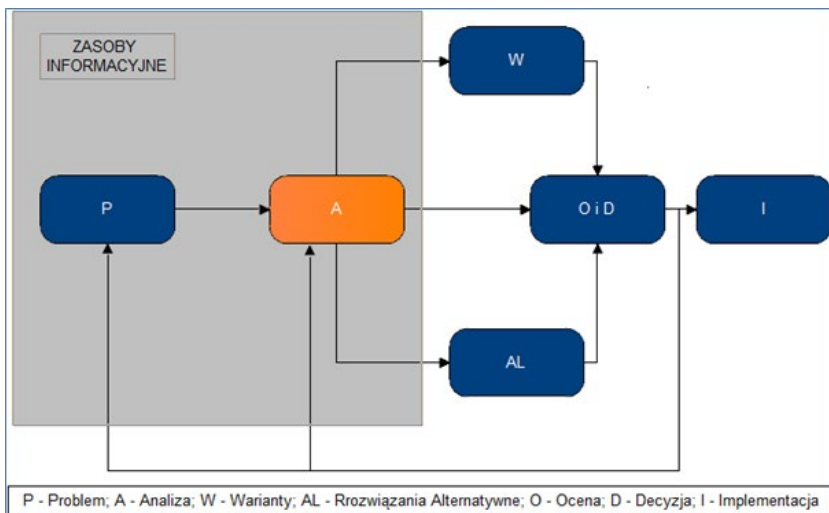 ZASOBY
INFORMACYJNE
W
P
A
O i D
I
AL
P - Problem; A - Analiza; W - Warianty; AL - Rrozwiązania Alternatywne; O - Ocena; D - Decyzja; I - Implementacja